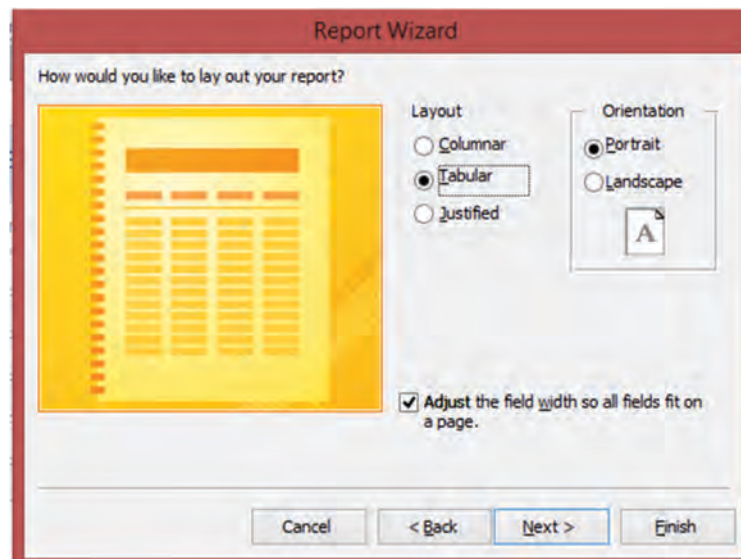 Report Wizard
How would you like to lay out your report?
Layout
Columnar
Tabular
Justified
Orientation
Portrait
Landscape
A
Adjust the field width so all fields fit on
a page.
Cancel
< Back
Next >
Finish